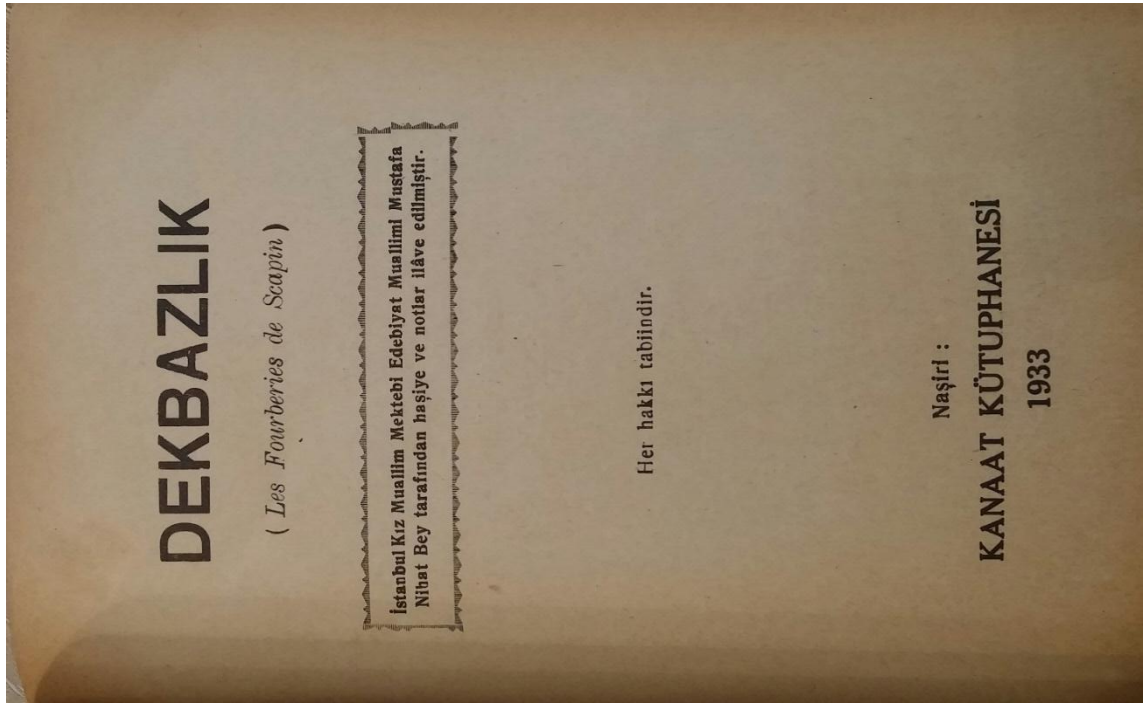 DEKBAZLIK
( Les Fourberies de Scapin )
İstanbul Kız Muallim Mektebi Edebiyat Muallimi Mustafa
Nihat Bey tarafından haşiye ve notlar ilâve edilmiştir.
Her hakkı tabiindir.
Naşiri :
KANAAT KÜTUPHANESİ
1933